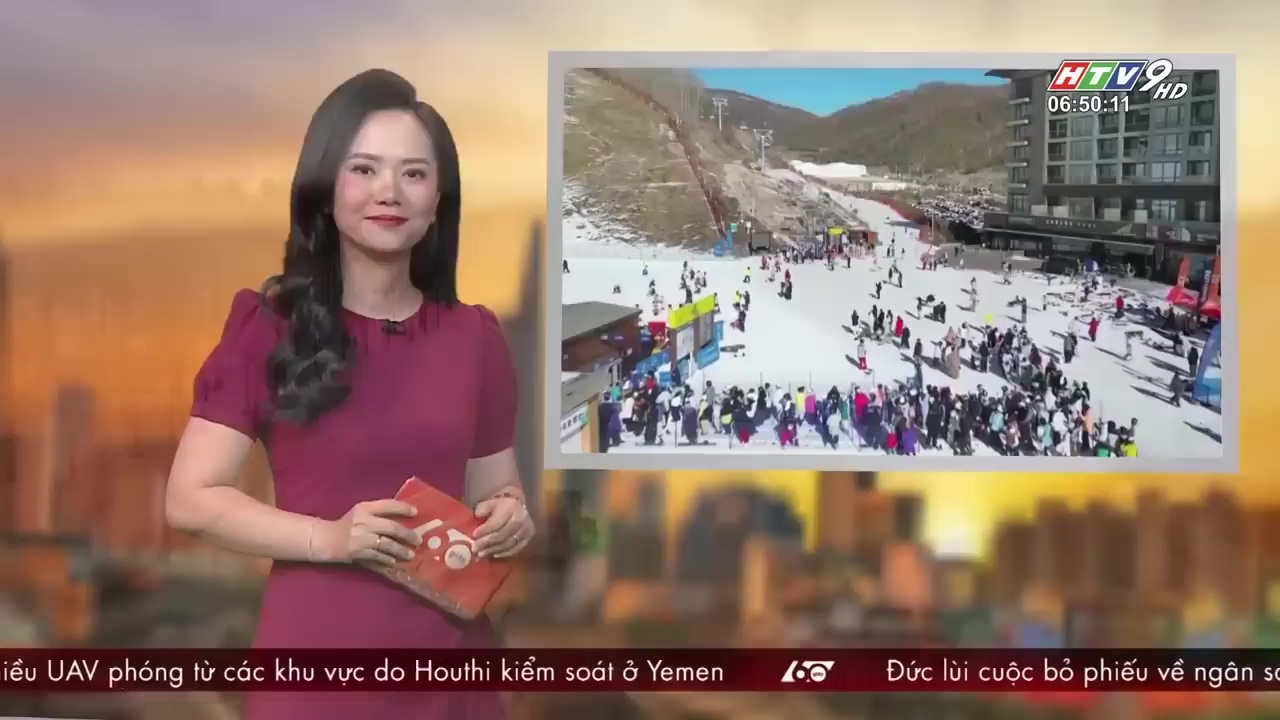 HTV9 HD
06:50:11
iều UAV phóng từ các khu vực do Houthi kiểm soát ở Yemen
60
Đức lùi cuộc bỏ phiếu về ngân s